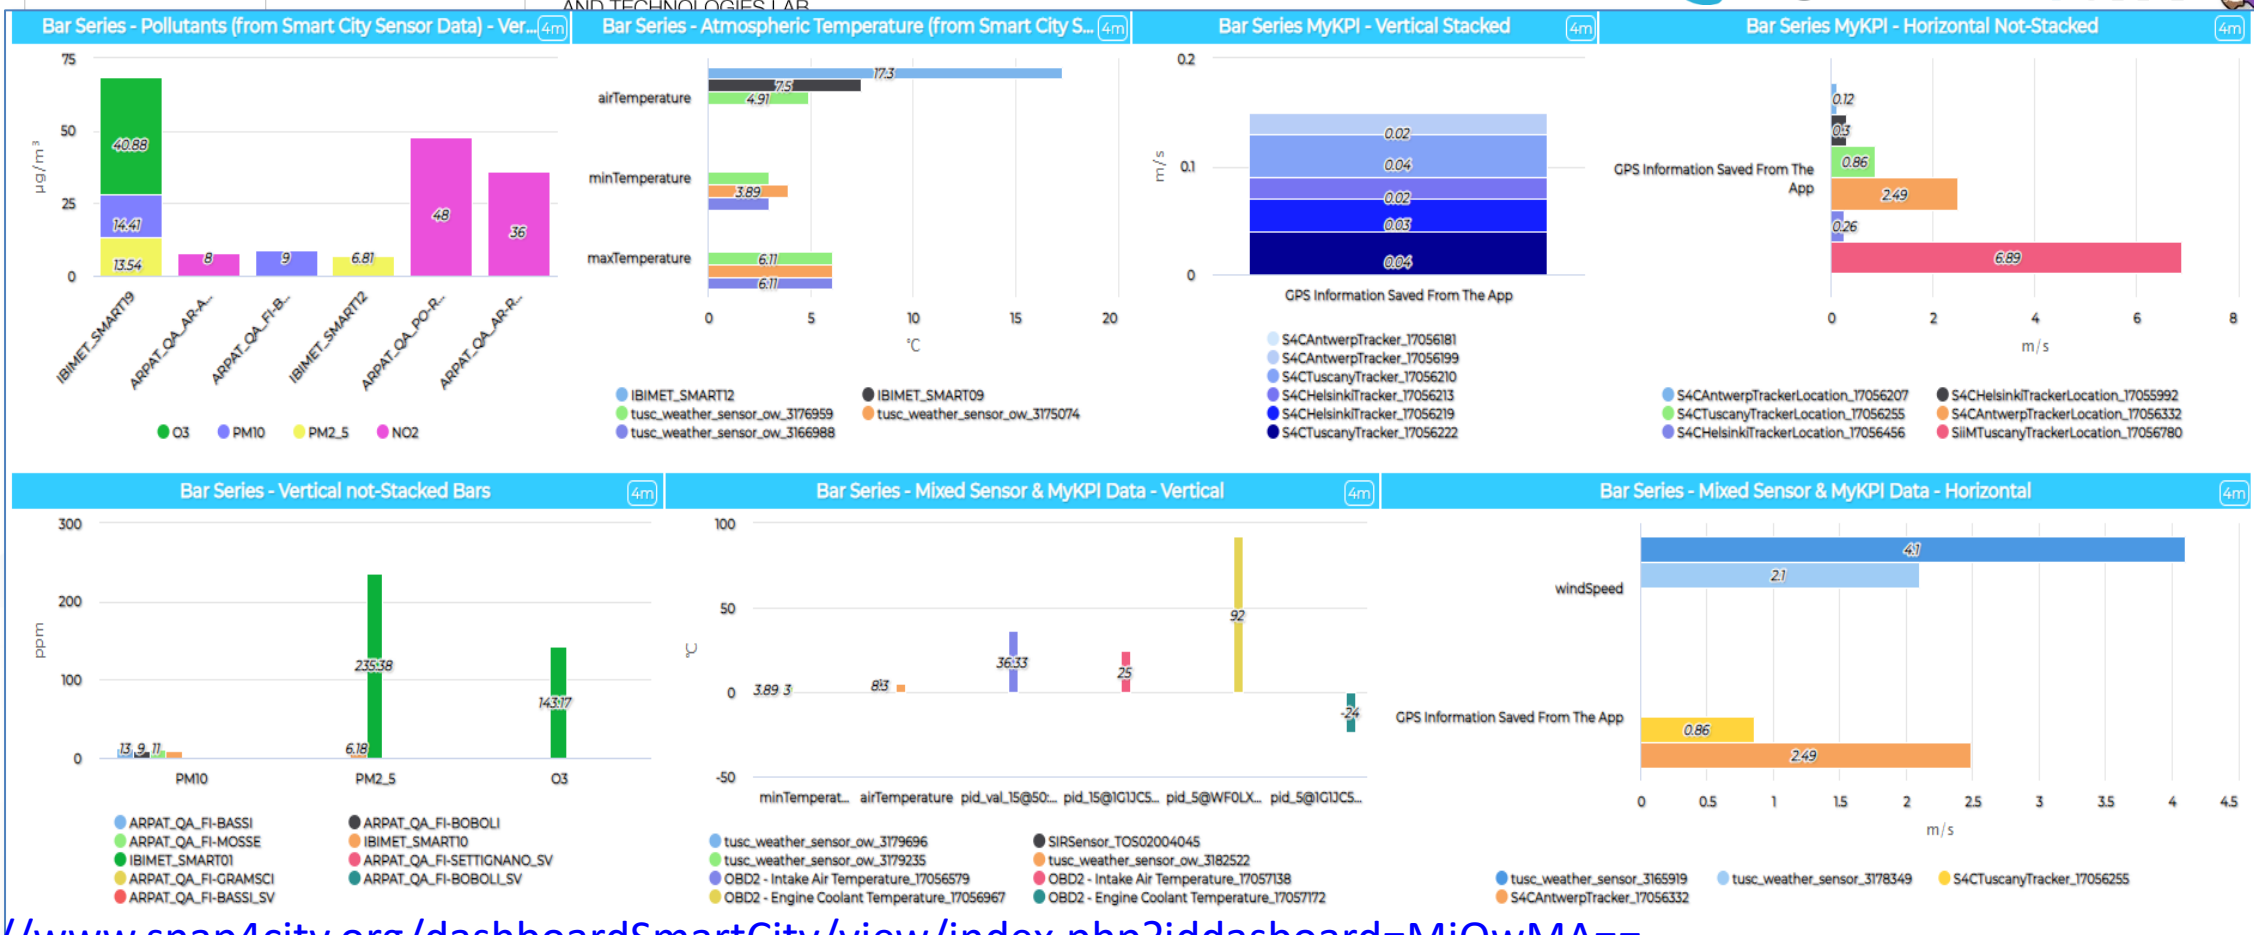 AND TECHNOLOGIES LAB
Bar Series - Pollutants (from Smart City Sensor Data) - Ver... 4m
75
50
25
0
µg/m³
40.88
14.41
13.54
8
9
6.81
48
36
IBIMET_SMART19
ARPAT_QA_AR-A...
ARPAT_QA_FI-B...
IBIMET_SMART12
ARPAT_QA_PO-R...
ARPAT_QA_AR-R...
O3 PM10 PM2_5 NO2
Bar Series - Atmospheric Temperature (from Smart City S... 4m
airTemperature
17.3
7.5
4.91
minTemperature
3.89
maxTemperature
6.11
6.11
0 5 10 15 20
°C
IBIMET_SMART12 IBIMET_SMART09
tusc_weather_sensor_ow_3176959 tusc_weather_sensor_ow_3175074
tusc_weather_sensor_ow_3166988
Bar Series MyKPI - Vertical Stacked 4m
0.2
0.1
0
m/s
0.02
0.04
0.02
0.03
0.04
GPS Information Saved From The App
S4CAntwerpTracker_17056181
S4CAntwerpTracker_17056199
S4CTuscanyTracker_17056210
S4CHelsinkiTracker_17056213
S4CHelsinkiTracker_17056219
S4CTuscanyTracker_17056222
Bar Series MyKPI - Horizontal Not-Stacked 4m
GPS Information Saved From The
App
0.12
0.3
0.86
2.49
0.26
6.89
0 2 4 6 8
m/s
S4CAntwerpTrackerLocation_17056207 S4CHelsinkiTrackerLocation_17055992
S4CTuscanyTrackerLocation_17056255 S4CAntwerpTrackerLocation_17056332
S4CHelsinkiTrackerLocation_17056456 SiiMTuscanyTrackerLocation_17056780
Bar Series - Vertical not-Stacked Bars 4m
300
200
100
0
ppm
13 9 11
6.18
235.38
143.17
PM10 PM2_5 O3
ARPAT_QA_FI-BASSI ARPAT_QA_FI-BOBOLI
ARPAT_QA_FI-MOSSE IBIMET_SMART10
IBIMET_SMART01 ARPAT_QA_FI-SETTIGNANO_SV
ARPAT_QA_FI-GRAMSCI ARPAT_QA_FI-BOBOLI_SV
ARPAT_QA_FI-BASSI_SV
Bar Series - Mixed Sensor & MyKPI Data - Vertical 4m
100
50
0
-50
°C
3.89 3
8.3
36.33
25
92
-24
minTemperat... airTemperature pid_val_15@50:... pid_15@1G1JC5... pid_5@WF0LX... pid_5@1G1JC5...
tusc_weather_sensor_ow_3179696 SIRSensor_TOS02004045
tusc_weather_sensor_ow_3179235 tusc_weather_sensor_ow_3182522
OBD2 - Intake Air Temperature_17056579 OBD2 - Intake Air Temperature_17057138
OBD2 - Engine Coolant Temperature_17056967 OBD2 - Engine Coolant Temperature_17057172
Bar Series - Mixed Sensor & MyKPI Data - Horizontal 4m
windSpeed
4.1
2.1
GPS Information Saved From The App
0.86
2.49
0 0.5 1 1.5 2 2.5 3 3.5 4 4.5
m/s
tusc_weather_sensor_3165919 tusc_weather_sensor_3178349 S4CTuscanyTracker_17056255
S4CAntwerpTracker_17056332
//www.snap4city.org/dashboardSmartCity/view/index.php?iddasboard=MjQwMA==